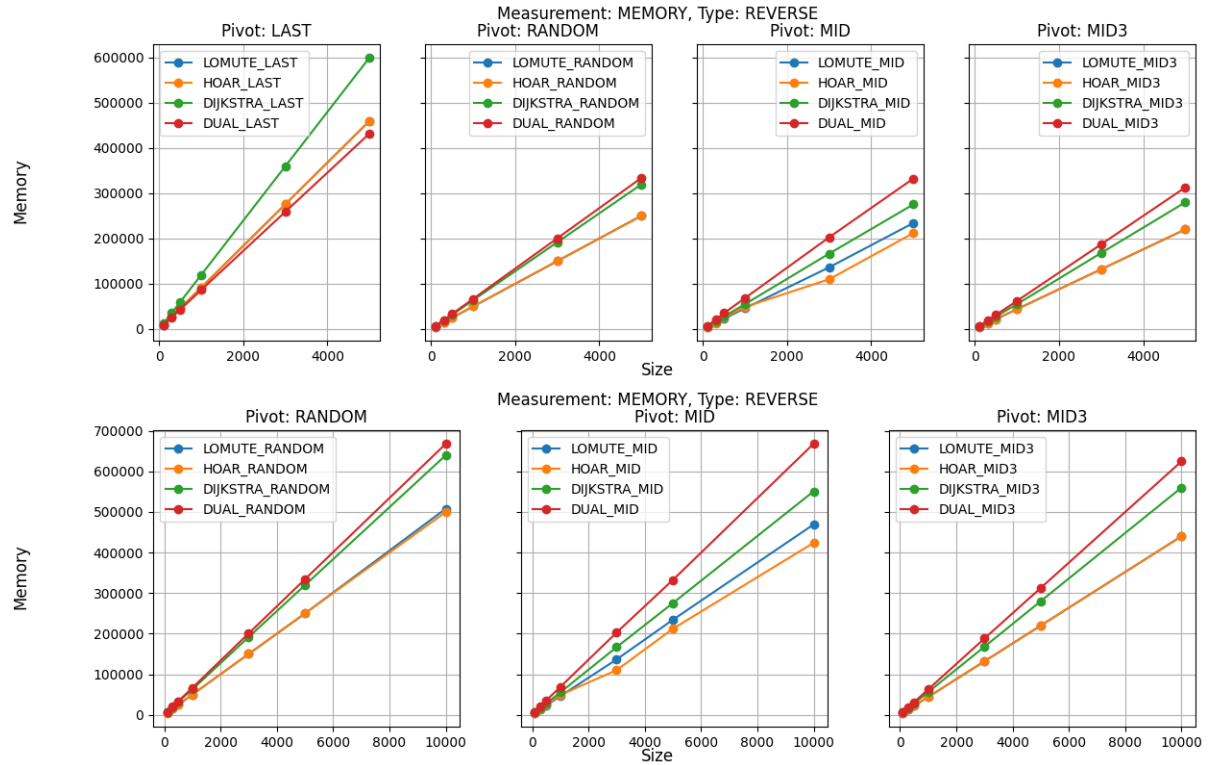 Measurement: MEMORY, Type: REVERSE
Pivot: LAST
Pivot: RANDOM
Pivot: MID
Pivot: MID3
Memory
600000
500000
400000
300000
200000
100000
0
LOMUTE_LAST
HOAR_LAST
DIJKSTRA_LAST
DUAL_LAST
LOMUTE_RANDOM
HOAR_RANDOM
DIJKSTRA_RANDOM
DUAL_RANDOM
LOMUTE_MID
HOAR_MID
DIJKSTRA_MID
DUAL_MID
LOMUTE_MID3
HOAR_MID3
DIJKSTRA_MID3
DUAL_MID3
0 2000 4000
0 2000 4000
0 2000 4000
0 2000 4000
Size
Measurement: MEMORY, Type: REVERSE
Pivot: RANDOM
Pivot: MID
Pivot: MID3
Memory
700000
600000
500000
400000
300000
200000
100000
0
LOMUTE_RANDOM
HOAR_RANDOM
DIJKSTRA_RANDOM
DUAL_RANDOM
LOMUTE_MID
HOAR_MID
DIJKSTRA_MID
DUAL_MID
LOMUTE_MID3
HOAR_MID3
DIJKSTRA_MID3
DUAL_MID3
0 2000 4000 6000 8000 10000
0 2000 4000 6000 8000 10000
0 2000 4000 6000 8000 10000
Size